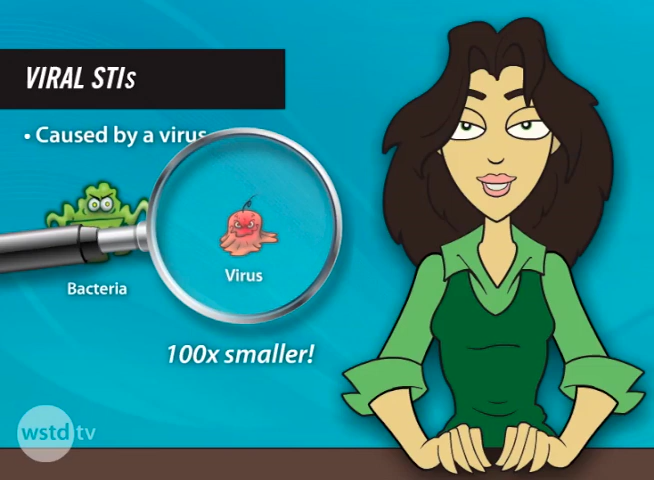 VIRAL STIs
• Caused by a virus
Bacteria
Virus
100x smaller!
wstd tv